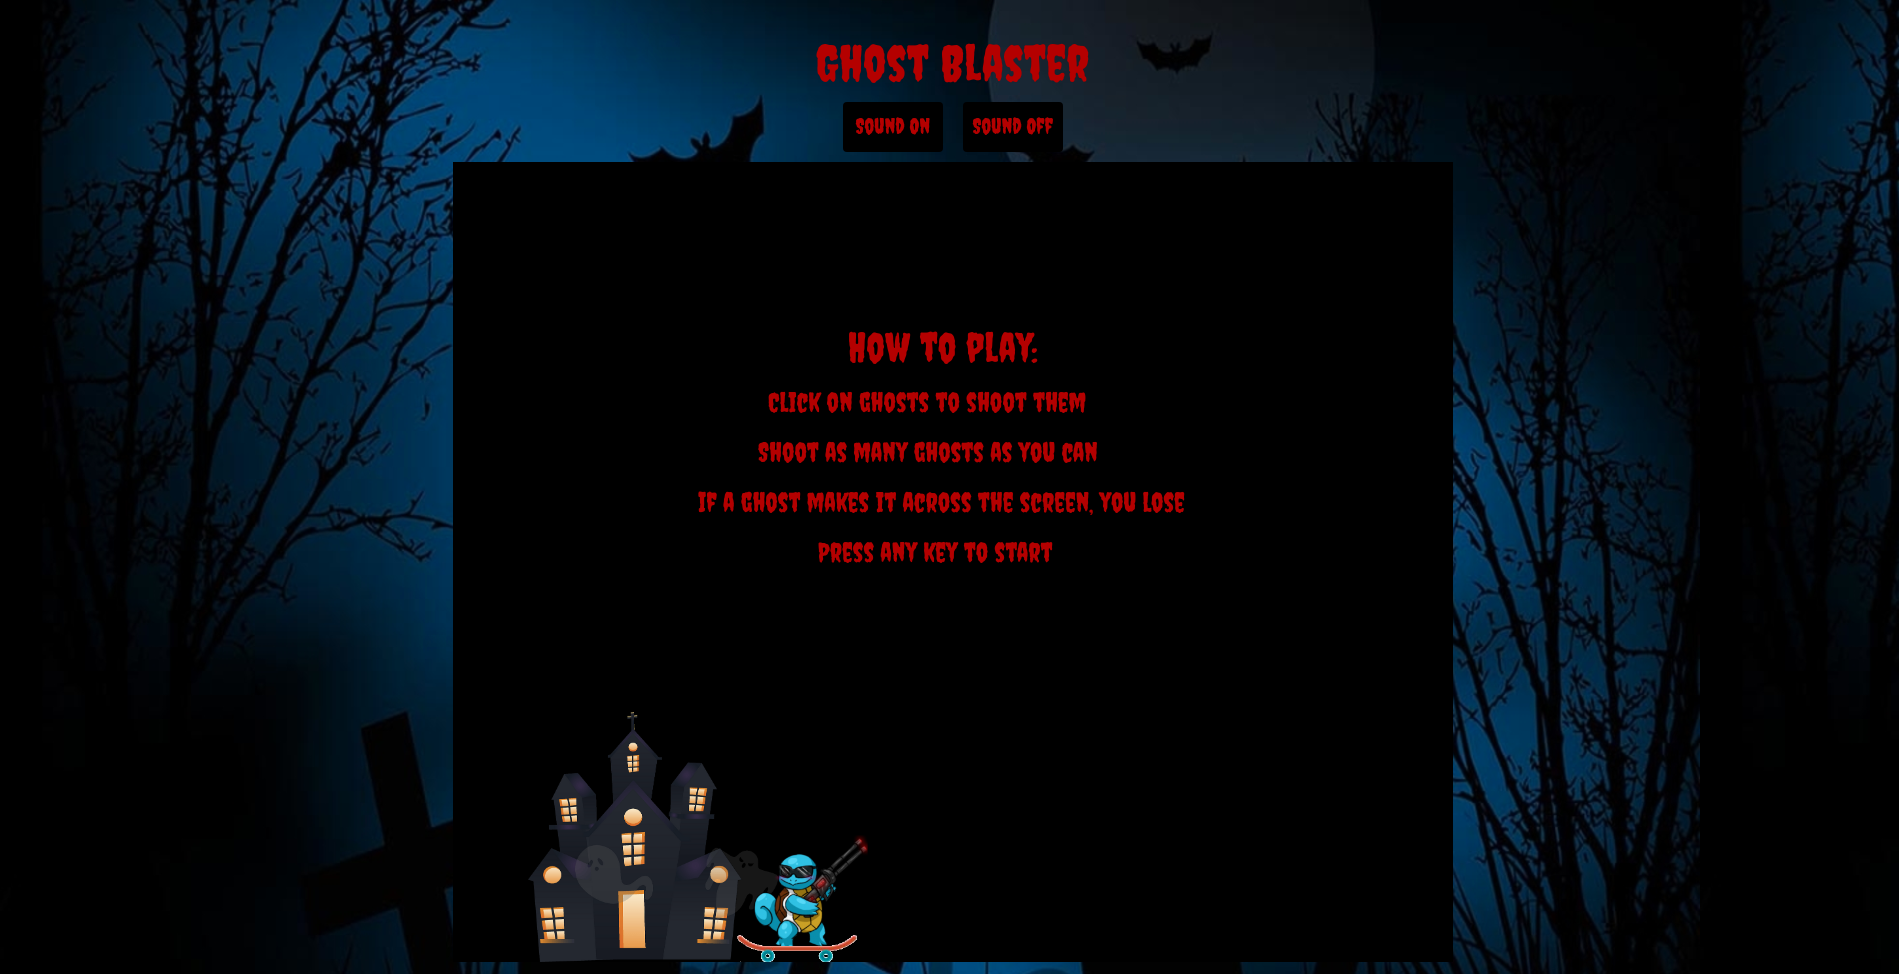 GHOST BLASTER
SOUND ON SOUND OFF
HOW TO PLAY:
CLICK ON GHOSTS TO SHOOT THEM
SHOOT AS MANY GHOSTS AS YOU CAN
IF A GHOST MAKES IT ACROSS THE SCREEN, YOU LOSE
PRESS ANY KEY TO START